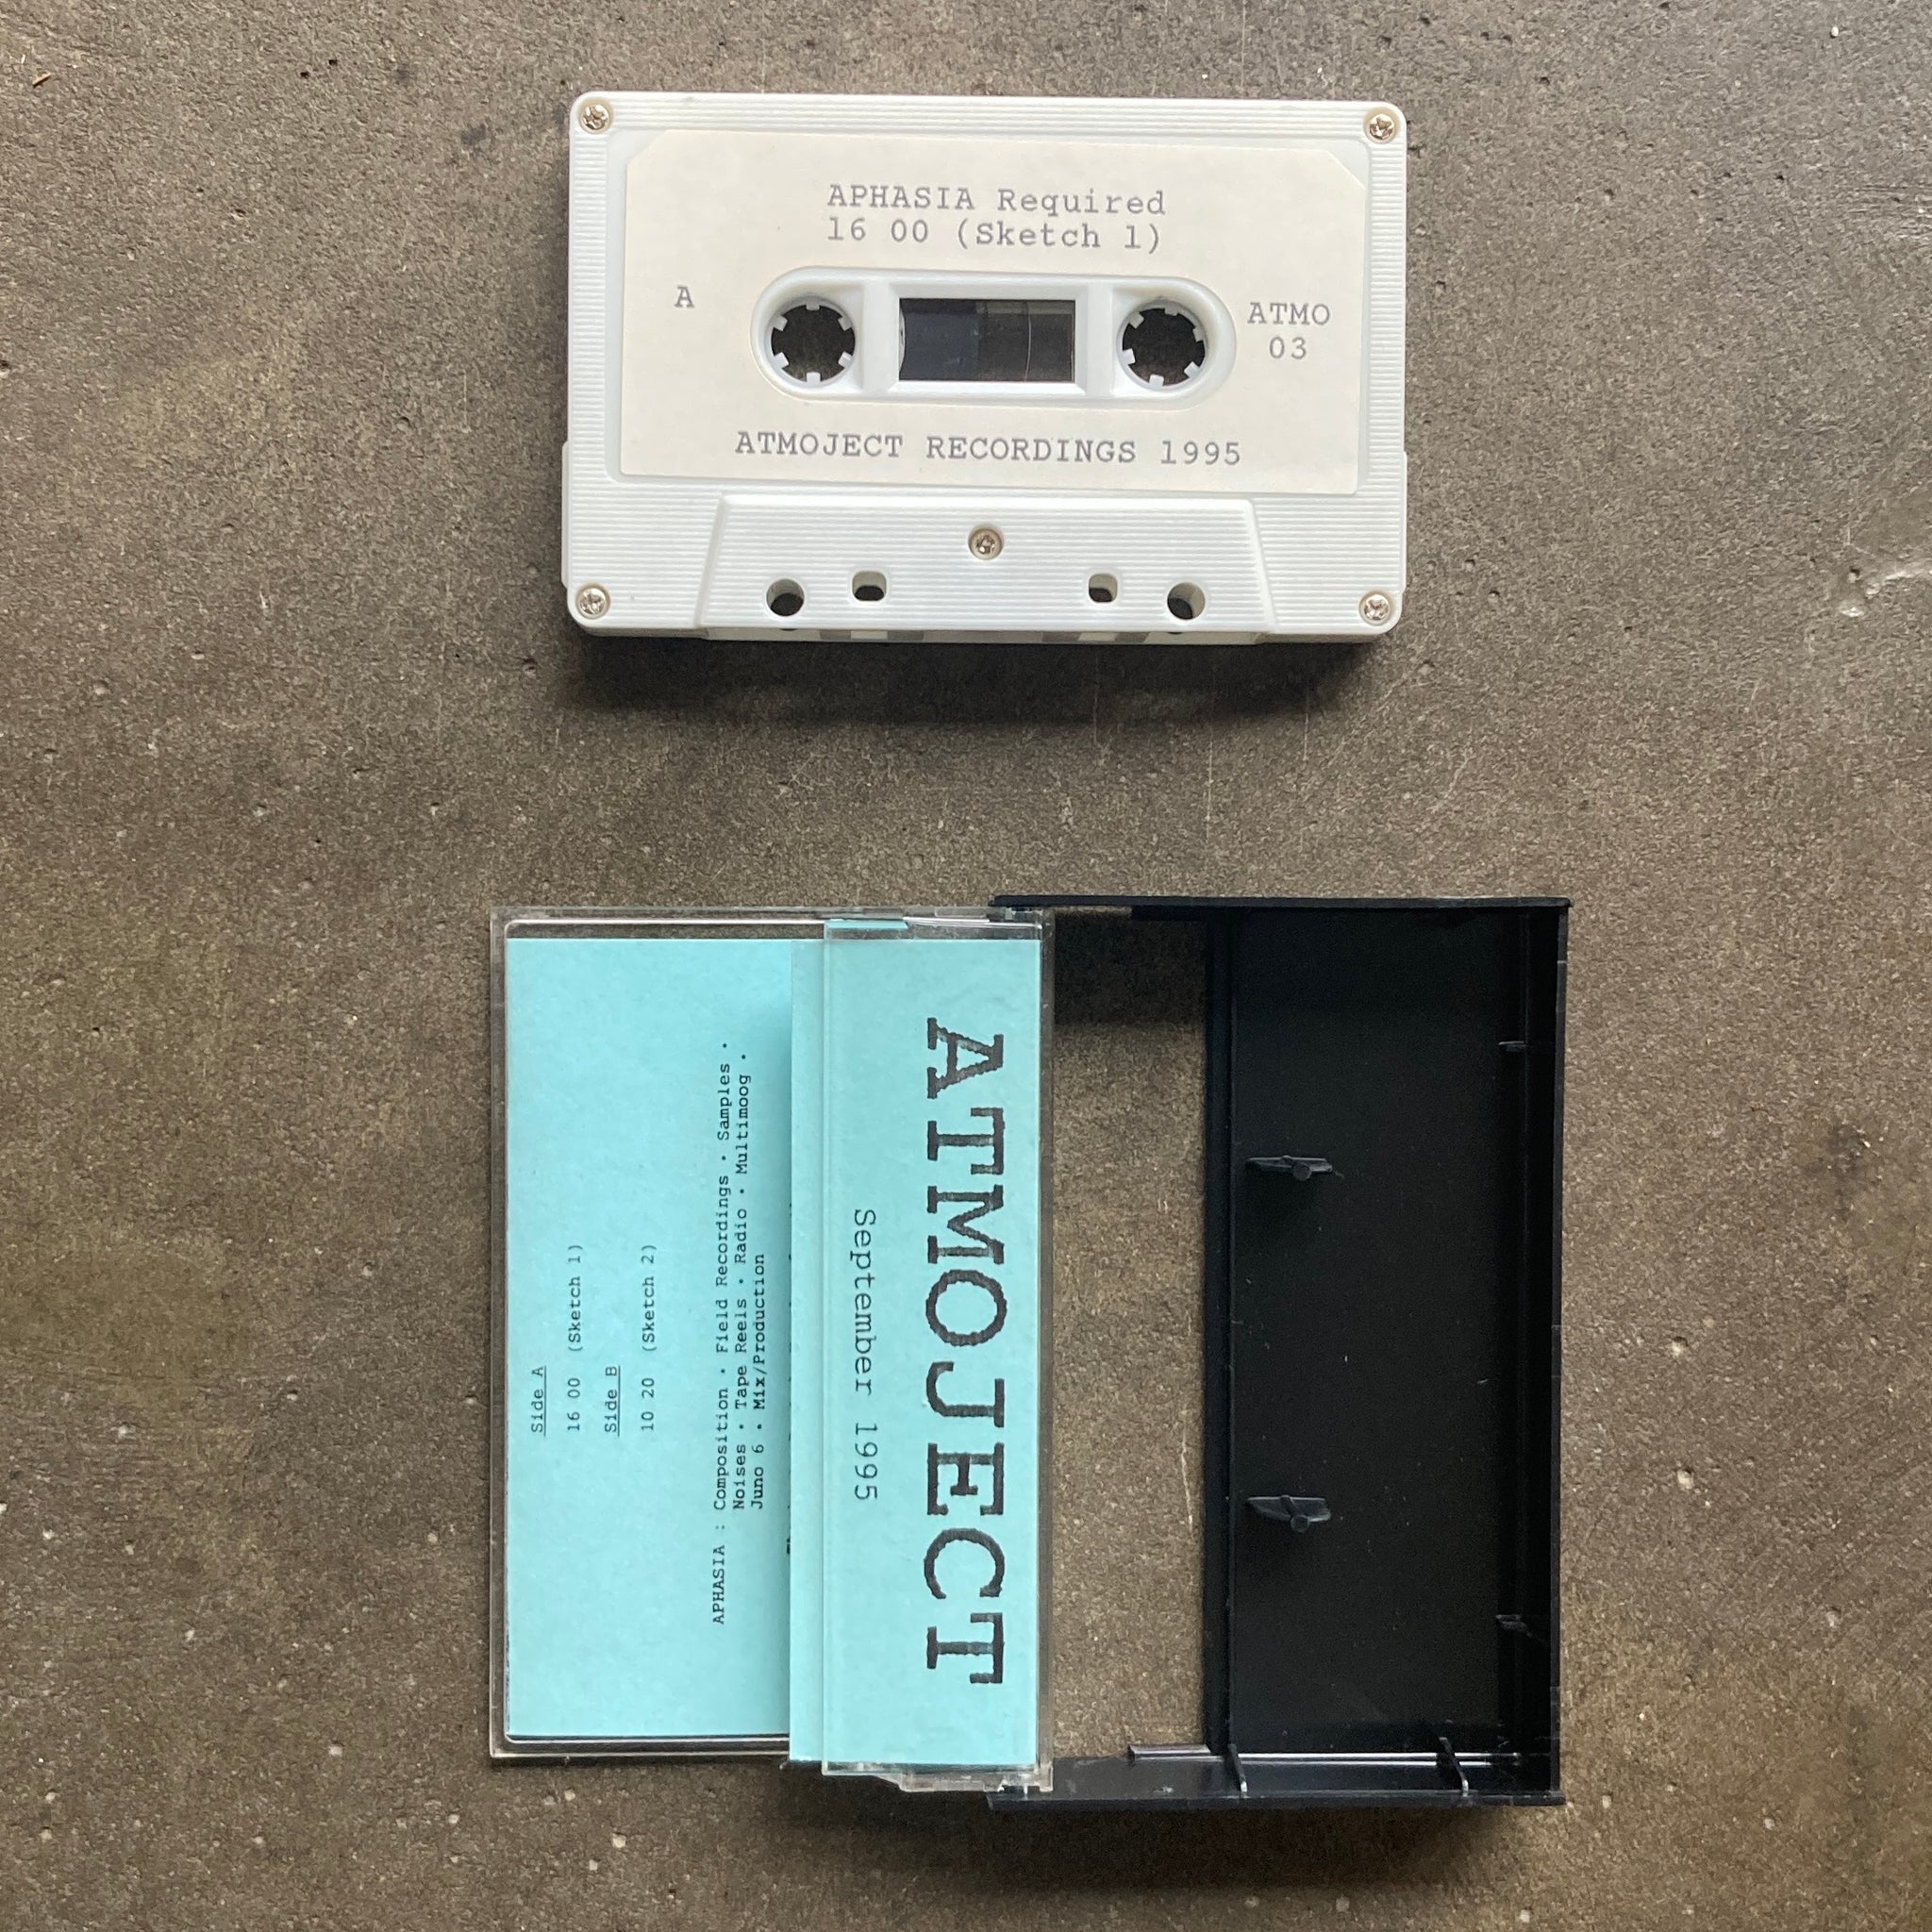 APHASIA Required
16 00 (Sketch 1)
A
ATMO
03
ATMOJECT RECORDINGS 1995
Side A
16 00 (Sketch 1)
Side B
10 20 (Sketch 2)
APHASIA : Composition · Field Recordings · Samples ·
Noises · Tape Reels · Radio · Multimoog ·
Juno 6 · Mix/Production
ATMOJECT
September 1995